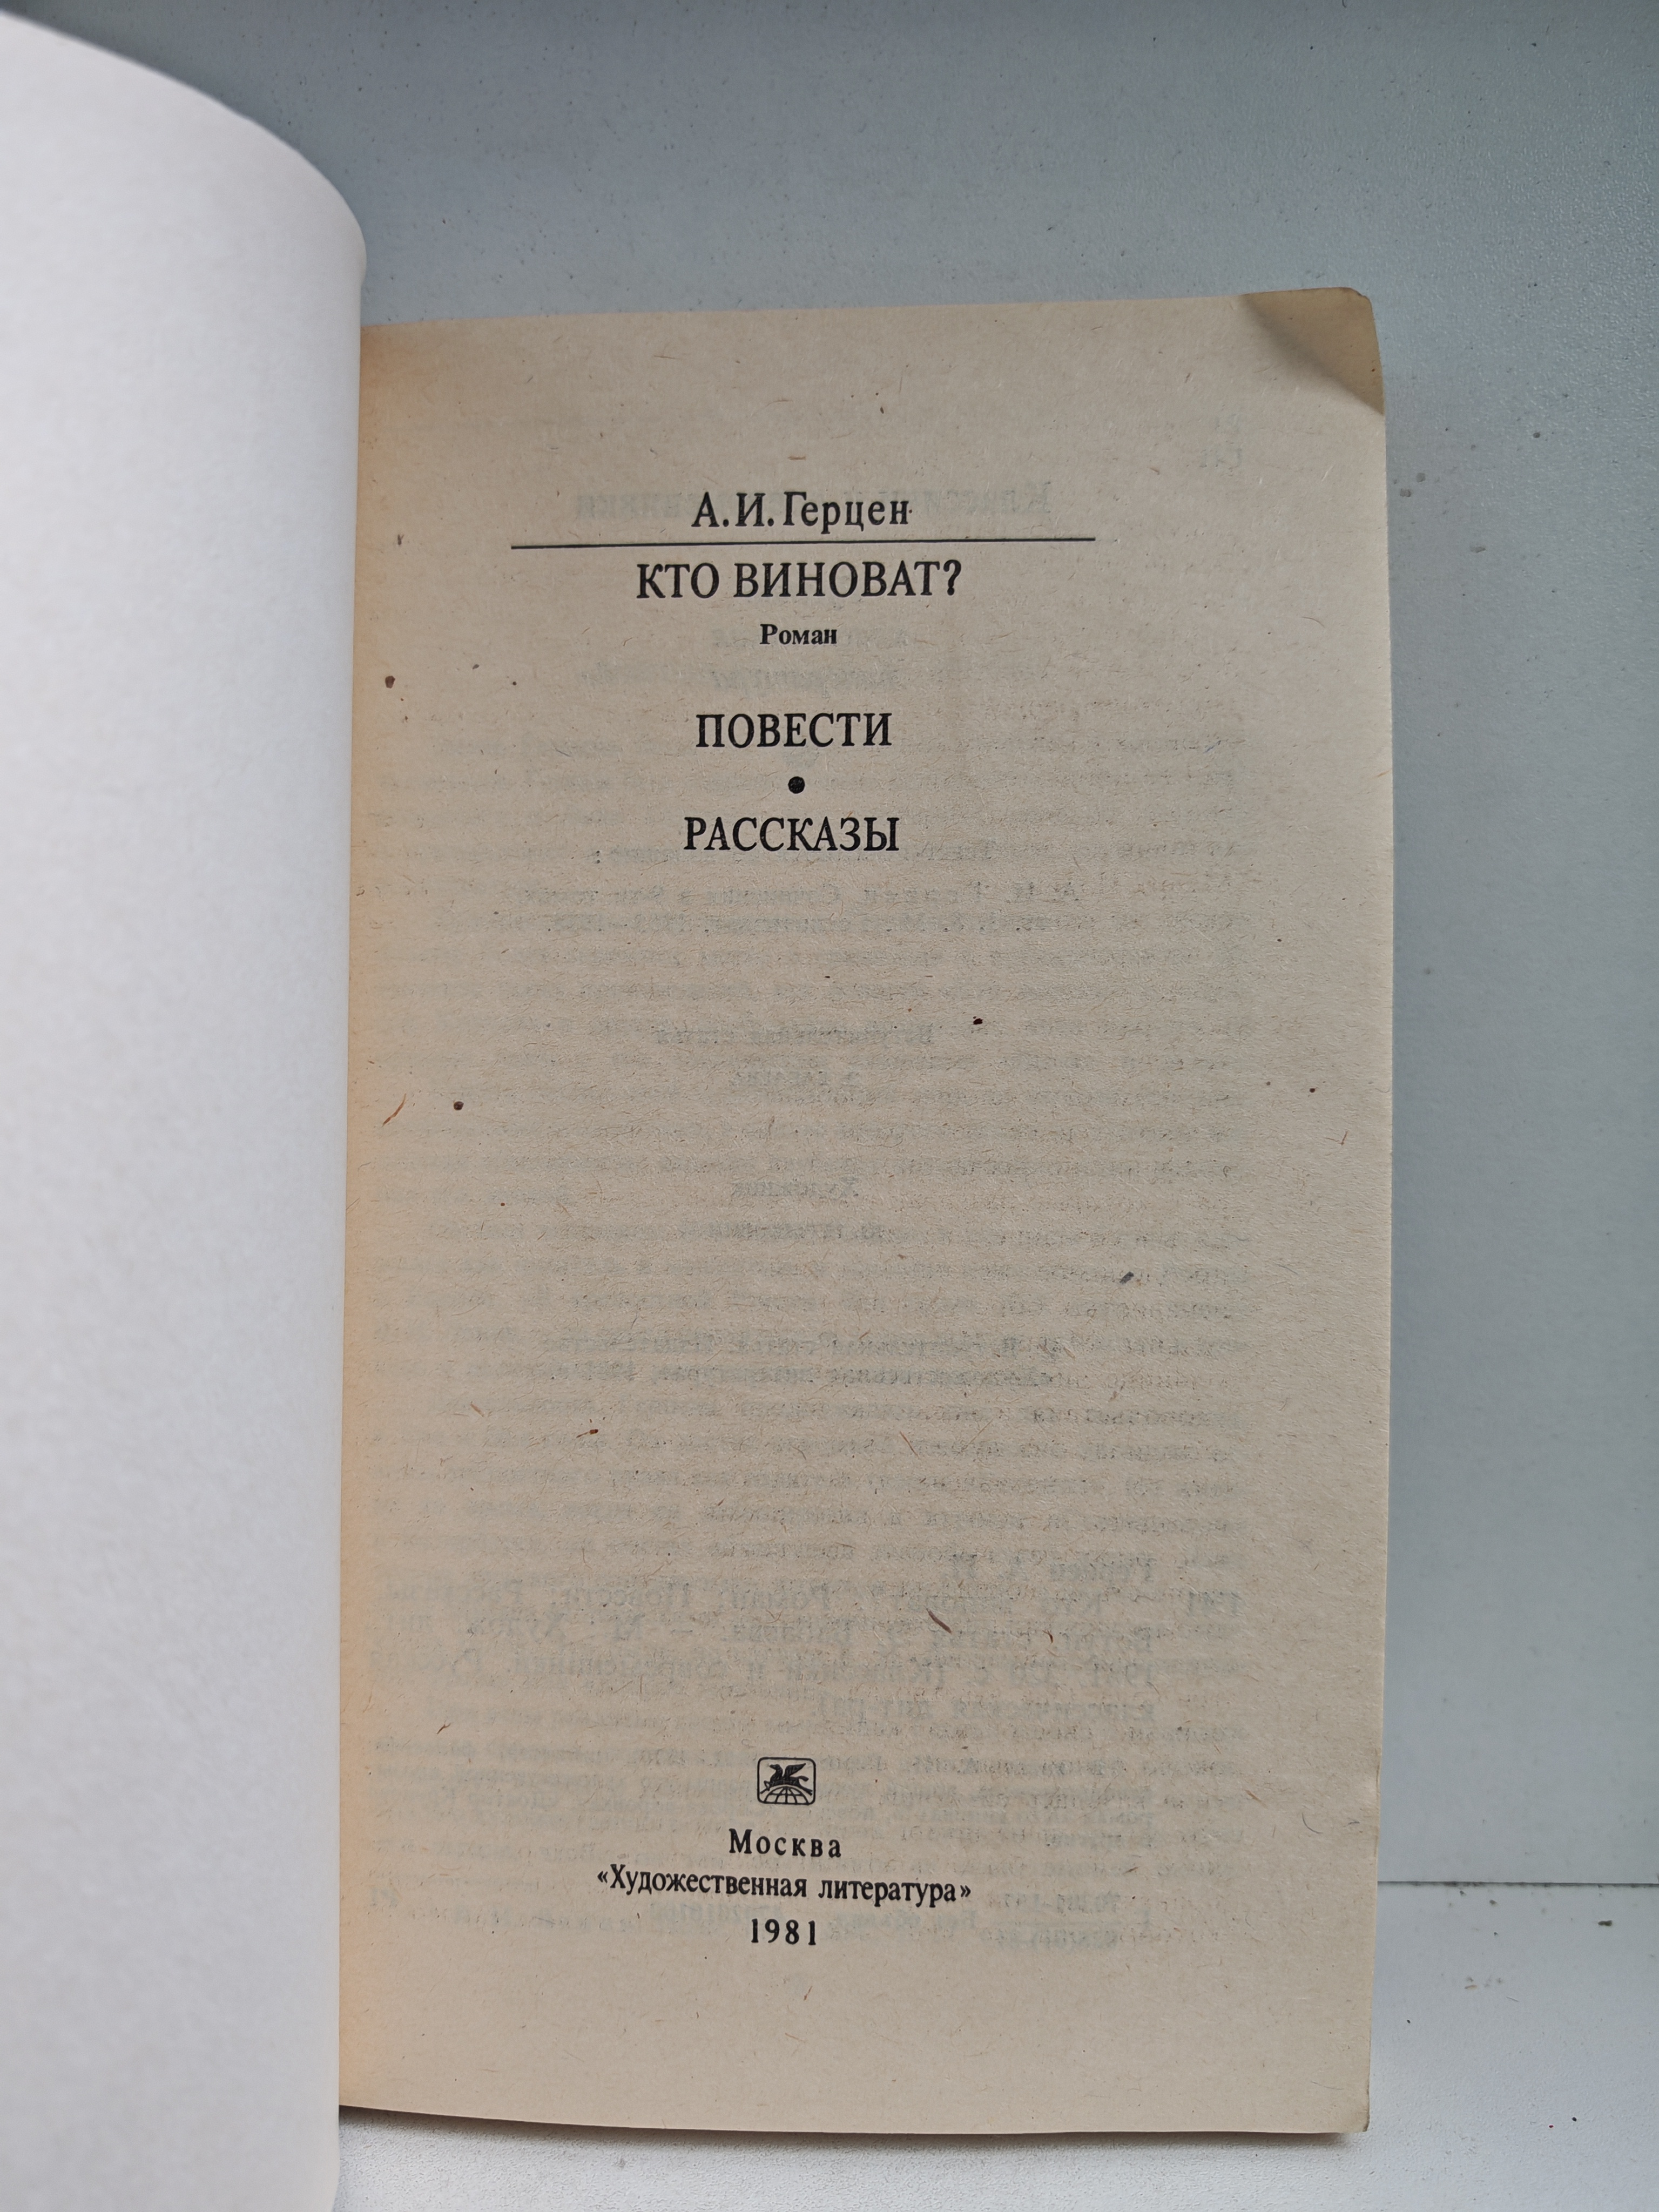 А. И. Герцен
КТО ВИНОВАТ?
Роман
ПОВЕСТИ
•
РАССКАЗЫ
Москва
«Художественная литература»
1981